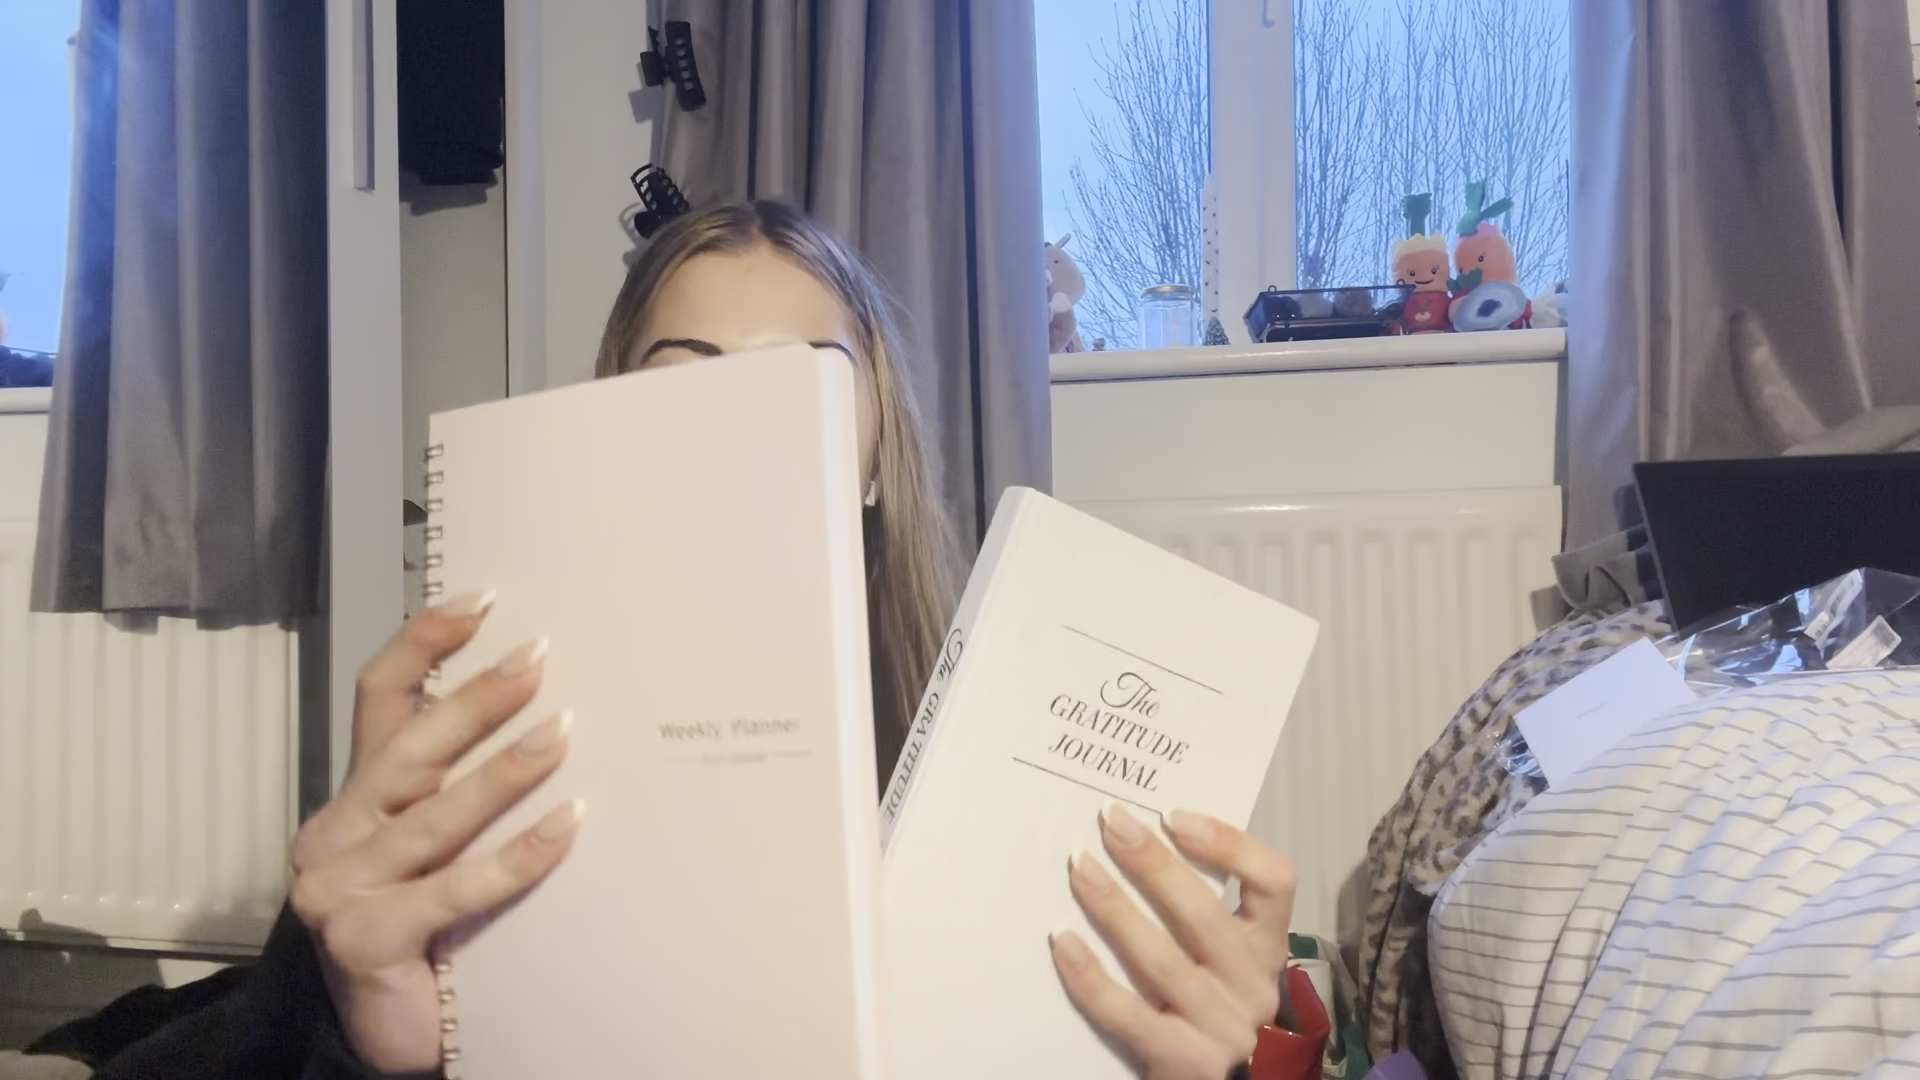 Weekly Planner
The GRATITUDE
The
GRATITUDE
JOURNAL